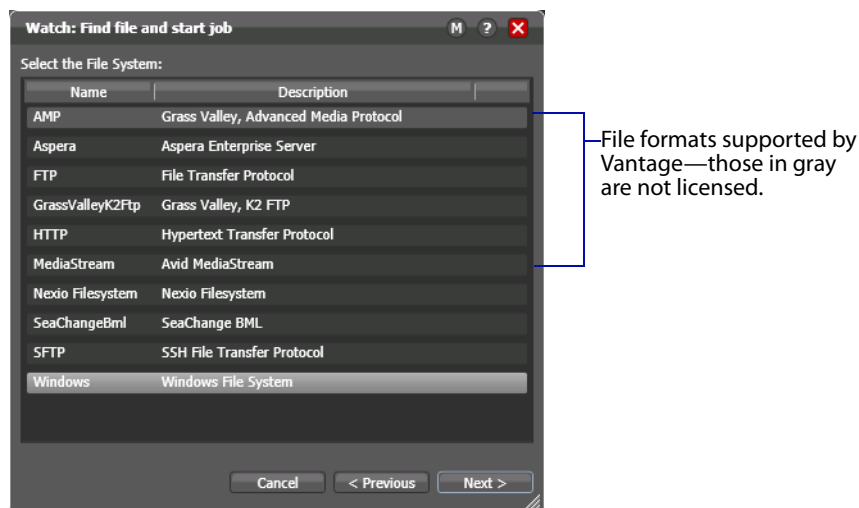 Watch: Find file and start job M ?
Select the File System:
Name Description
AMP Grass Valley, Advanced Media Protocol
Aspera Aspera Enterprise Server
FTP File Transfer Protocol
GrassValleyK2Ftp Grass Valley, K2 FTP
HTTP Hypertext Transfer Protocol
MediaStream Avid MediaStream
Nexio Filesystem Nexio Filesystem
SeaChangeBml SeaChange BML
SFTP SSH File Transfer Protocol
Windows Windows File System
Cancel < Previous Next >
File formats supported by
Vantage—those in gray
are not licensed.